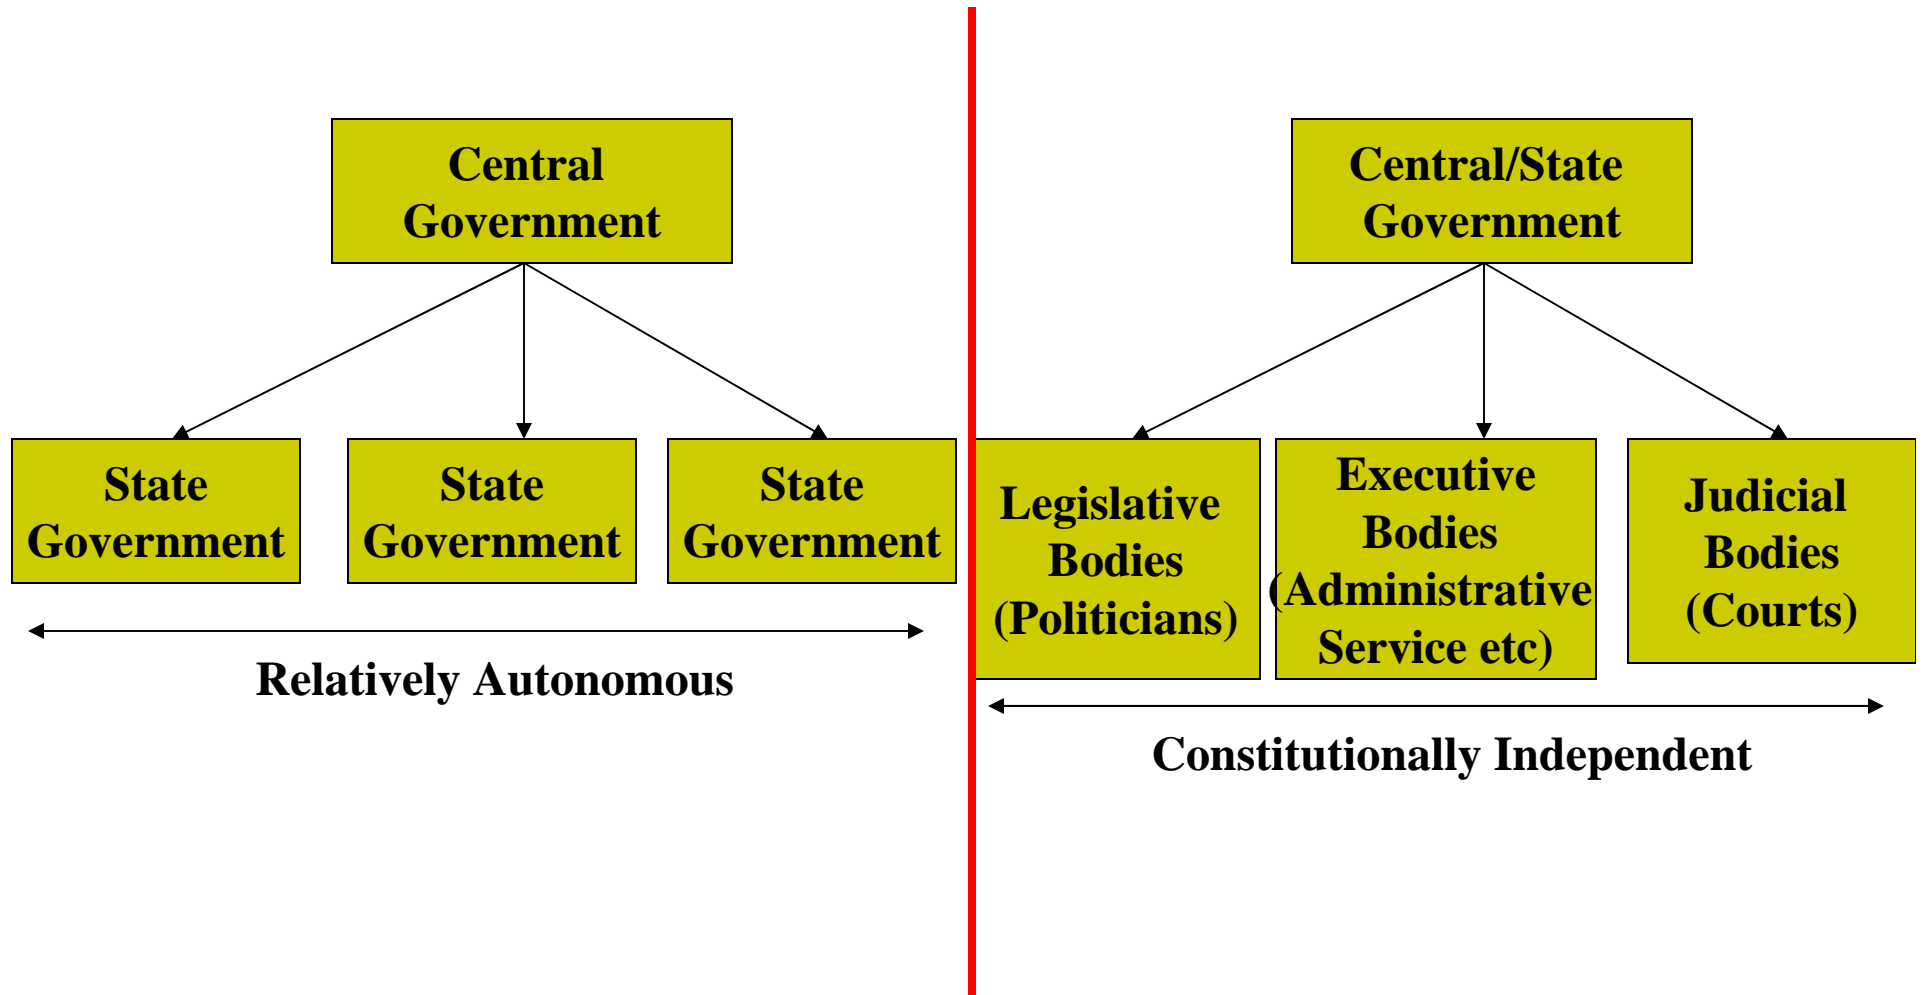 Central
Government
State
Government
State
Government
State
Government
Relatively Autonomous
Central/State
Government
Legislative
Bodies
(Politicians)
Executive
Bodies
(Administrative
Service etc)
Judicial
Bodies
(Courts)
Constitutionally Independent